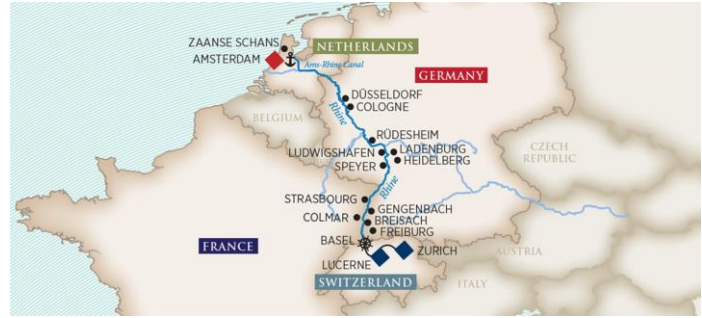 ZAANSE SCHANS
NETHERLANDS
AMSTERDAM
Ams-Rhine Canal
GERMANY
DÜSSELDORF
COLOGNE
BELGIUM
Rhine
RÜDESHEIM
LUDWIGSHAFEN
LADENBURG
HEIDELBERG
SPEYER
CZECH
REPUBLIC
Rhine
STRASBOURG
GENGENBACH
COLMAR
BREISACH
FREIBURG
FRANCE
BASEL
ZURICH
LUCERNE
AUSTRIA
SWITZERLAND
ITALY